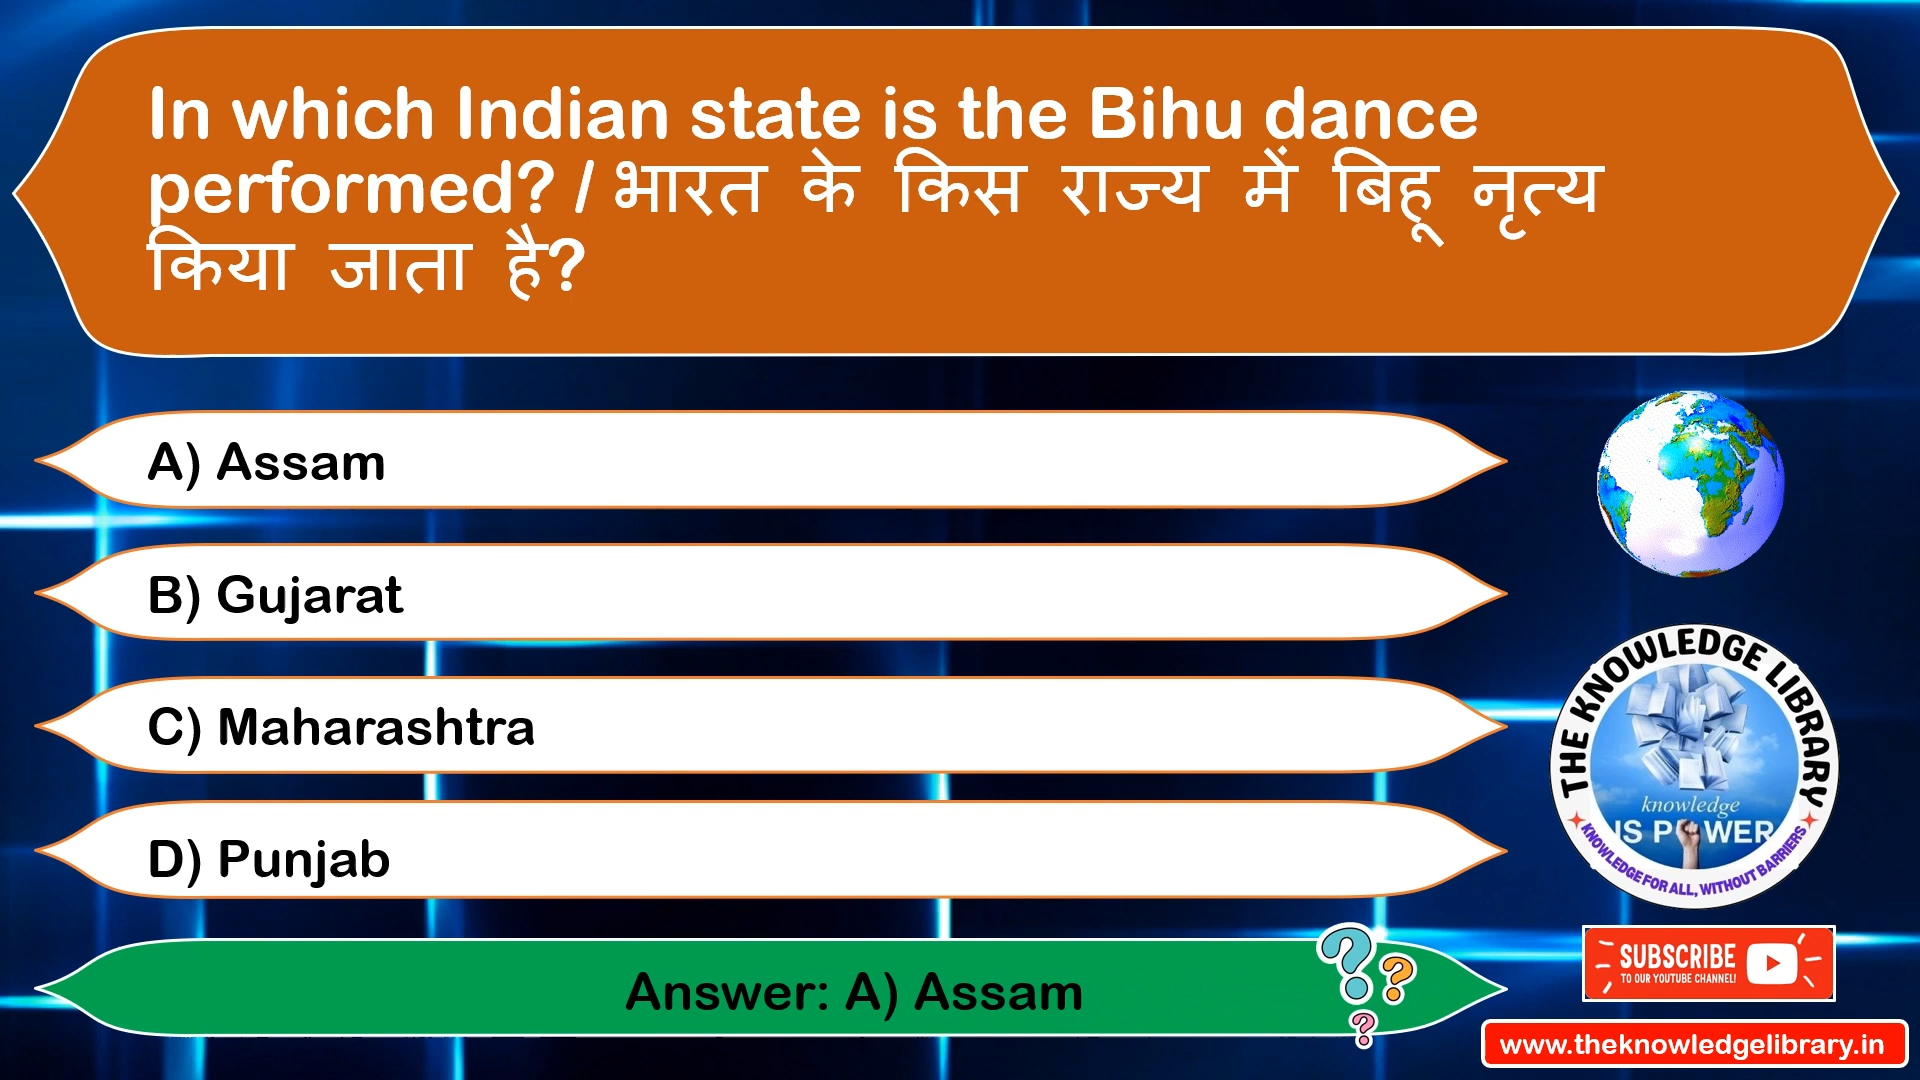 In which Indian state is the Bihu dance
performed? / भारत के किस राज्य में बिहू नृत्य
किया जाता है?
A) Assam
B) Gujarat
C) Maharashtra
D) Punjab
Answer: A) Assam
? ? ?
THE KNOWLEDGE LIBRARY
knowledge
IS POWER
KNOWLEDGE FOR ALL, WITHOUT BARRIERS
SUBSCRIBE
TO OUR YOUTUBE CHANNEL!
www.theknowledgelibrary.in